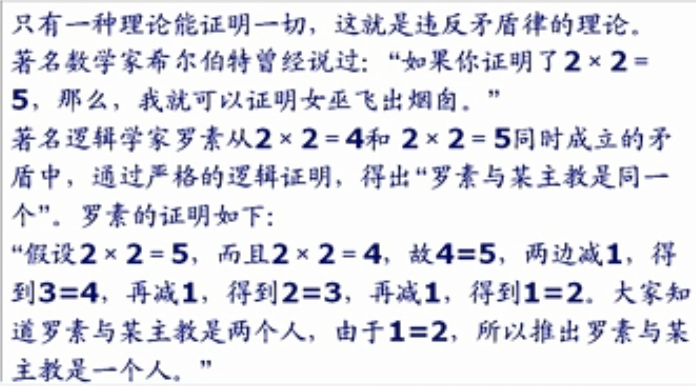 只有一种理论能证明一切，这就是违反矛盾律的理论。
著名数学家希尔伯特曾经说过：“如果你证明了2×2=
5，那么，我就可以证明女巫飞出烟囱。”
著名逻辑学家罗素从2×2=4和 2×2=5同时成立的矛
盾中，通过严格的逻辑证明，得出“罗素与某主教是同一
个”。罗素的证明如下：
“假设2×2=5，而且2×2=4，故4=5，两边减1，得
到3=4，再减1，得到2=3，再减1，得到1=2。大家知
道罗素与某主教是两个人，由于1=2，所以推出罗素与某
主教是一个人。”